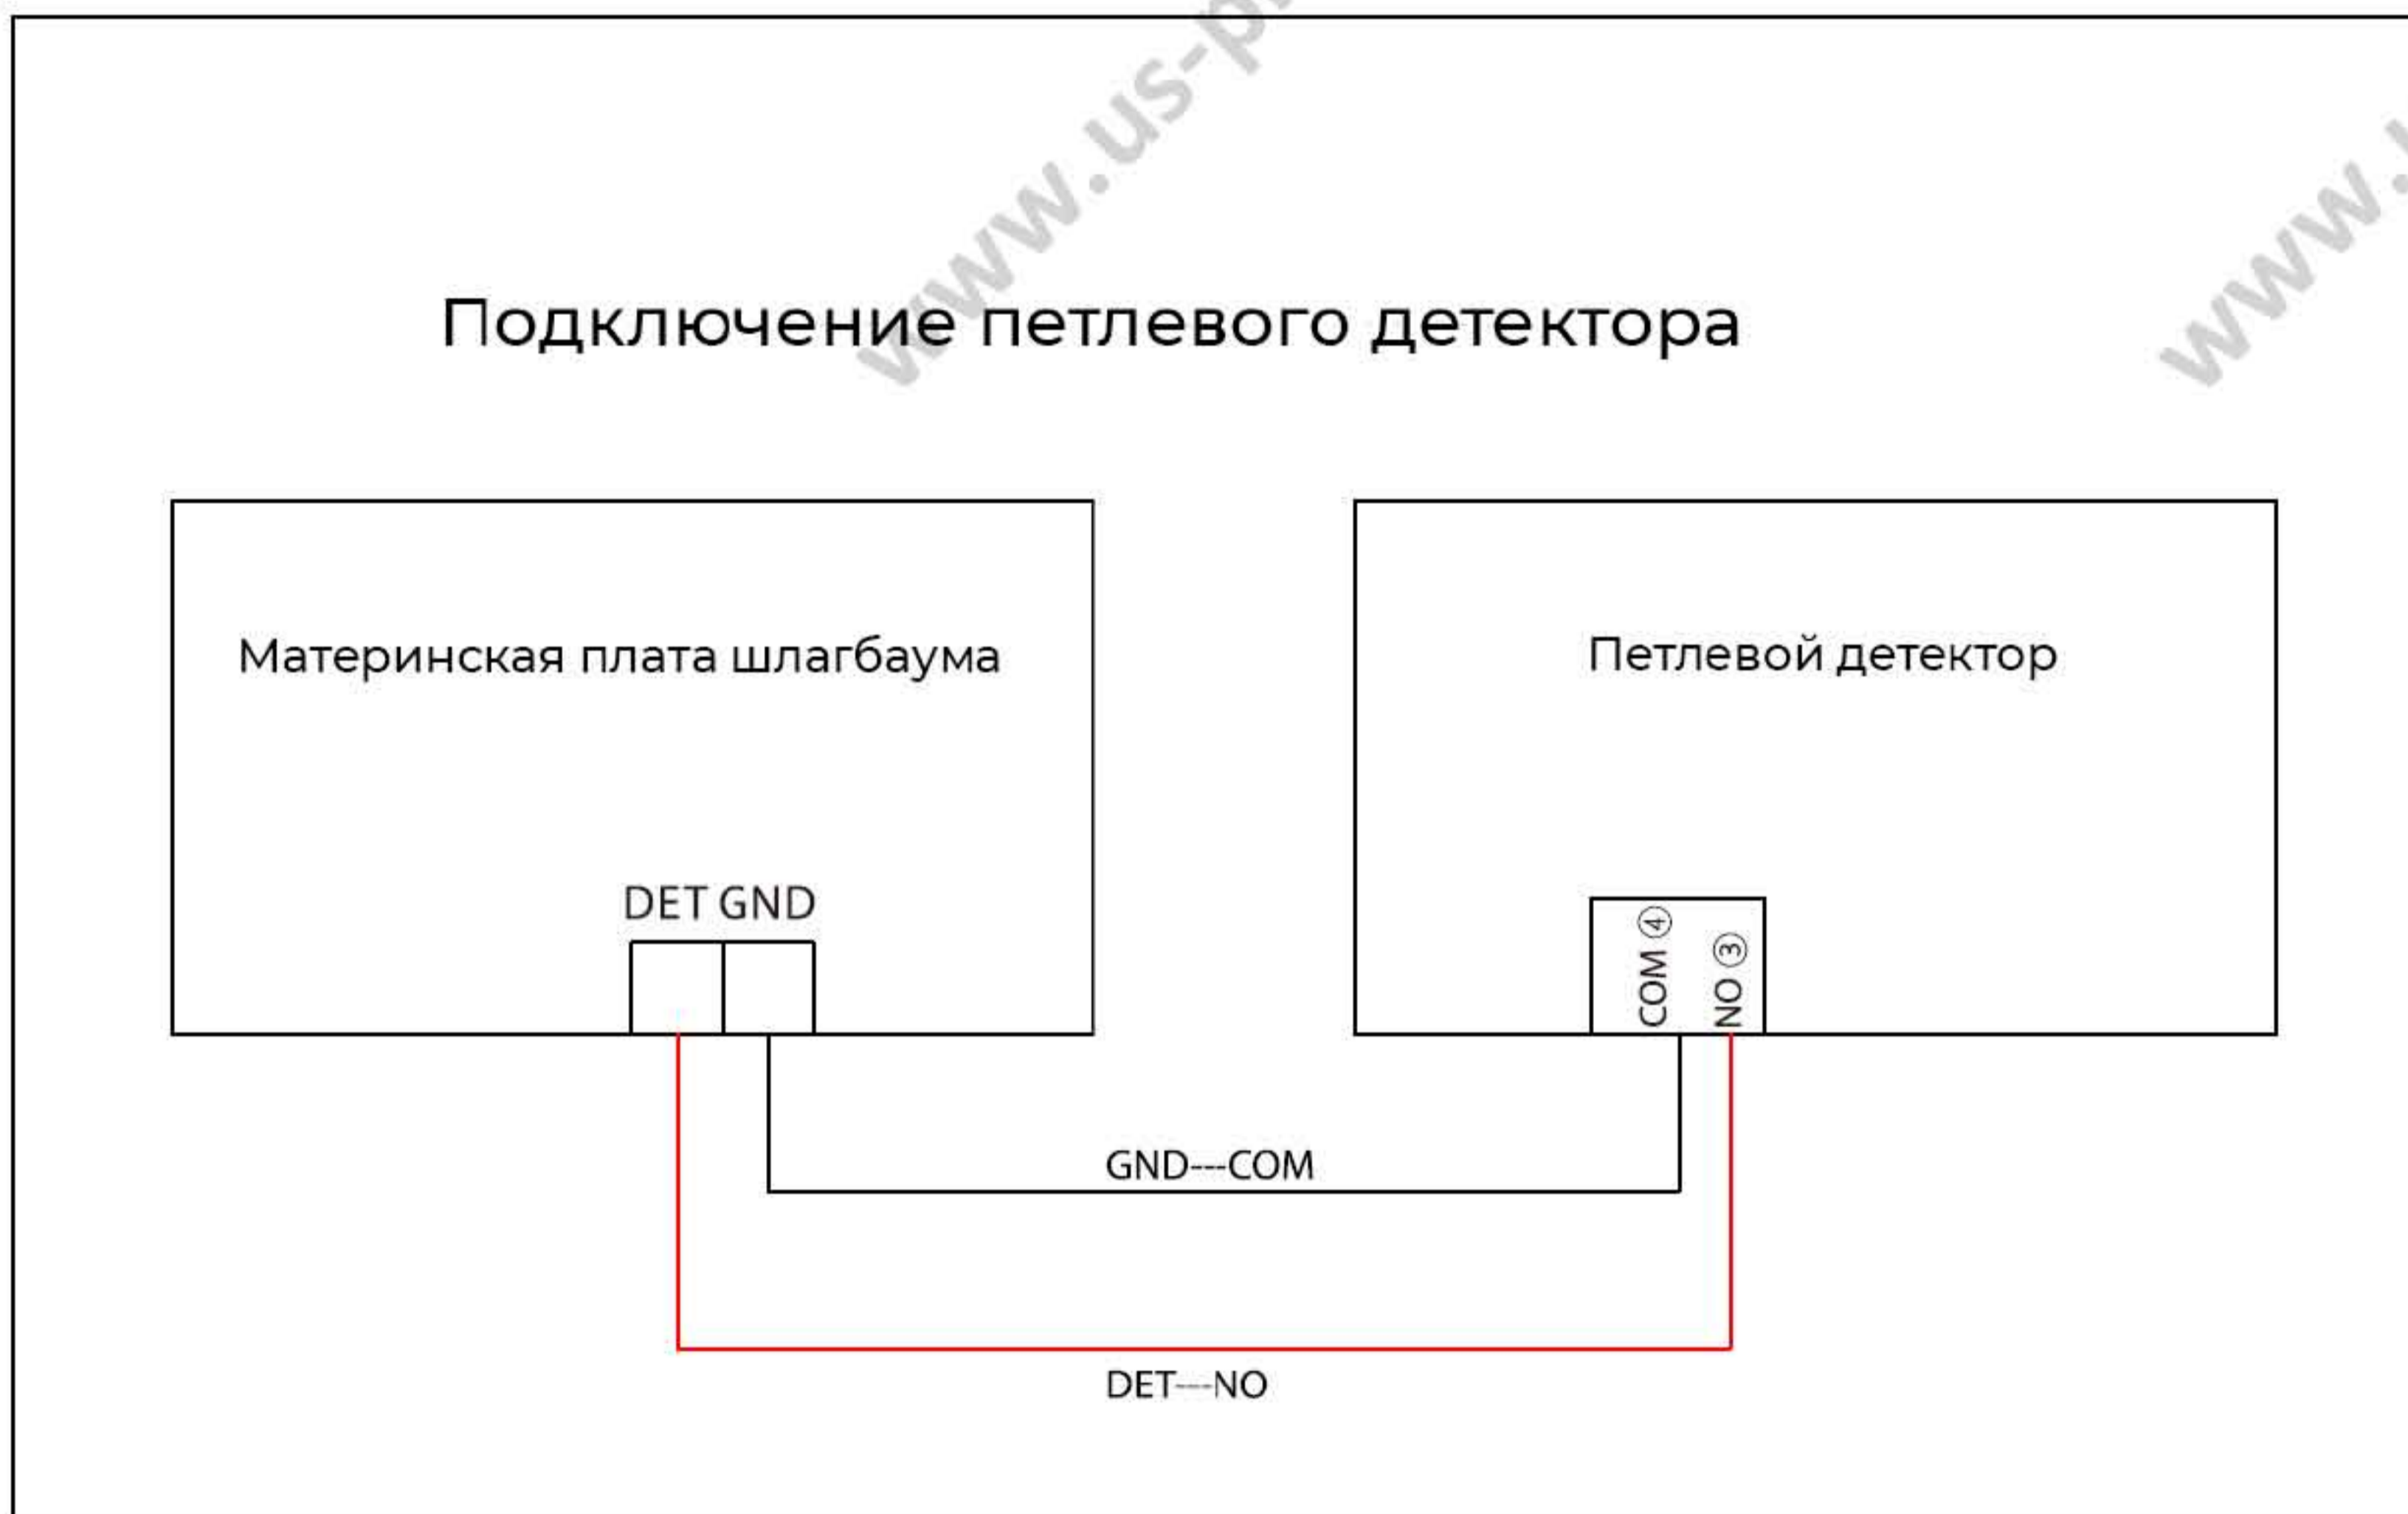 Подключение петлевого детектора
Материнская плата шлагбаума
Петлевой детектор
DET GND
COM ④
NO ③
GND---COM
DET---NO